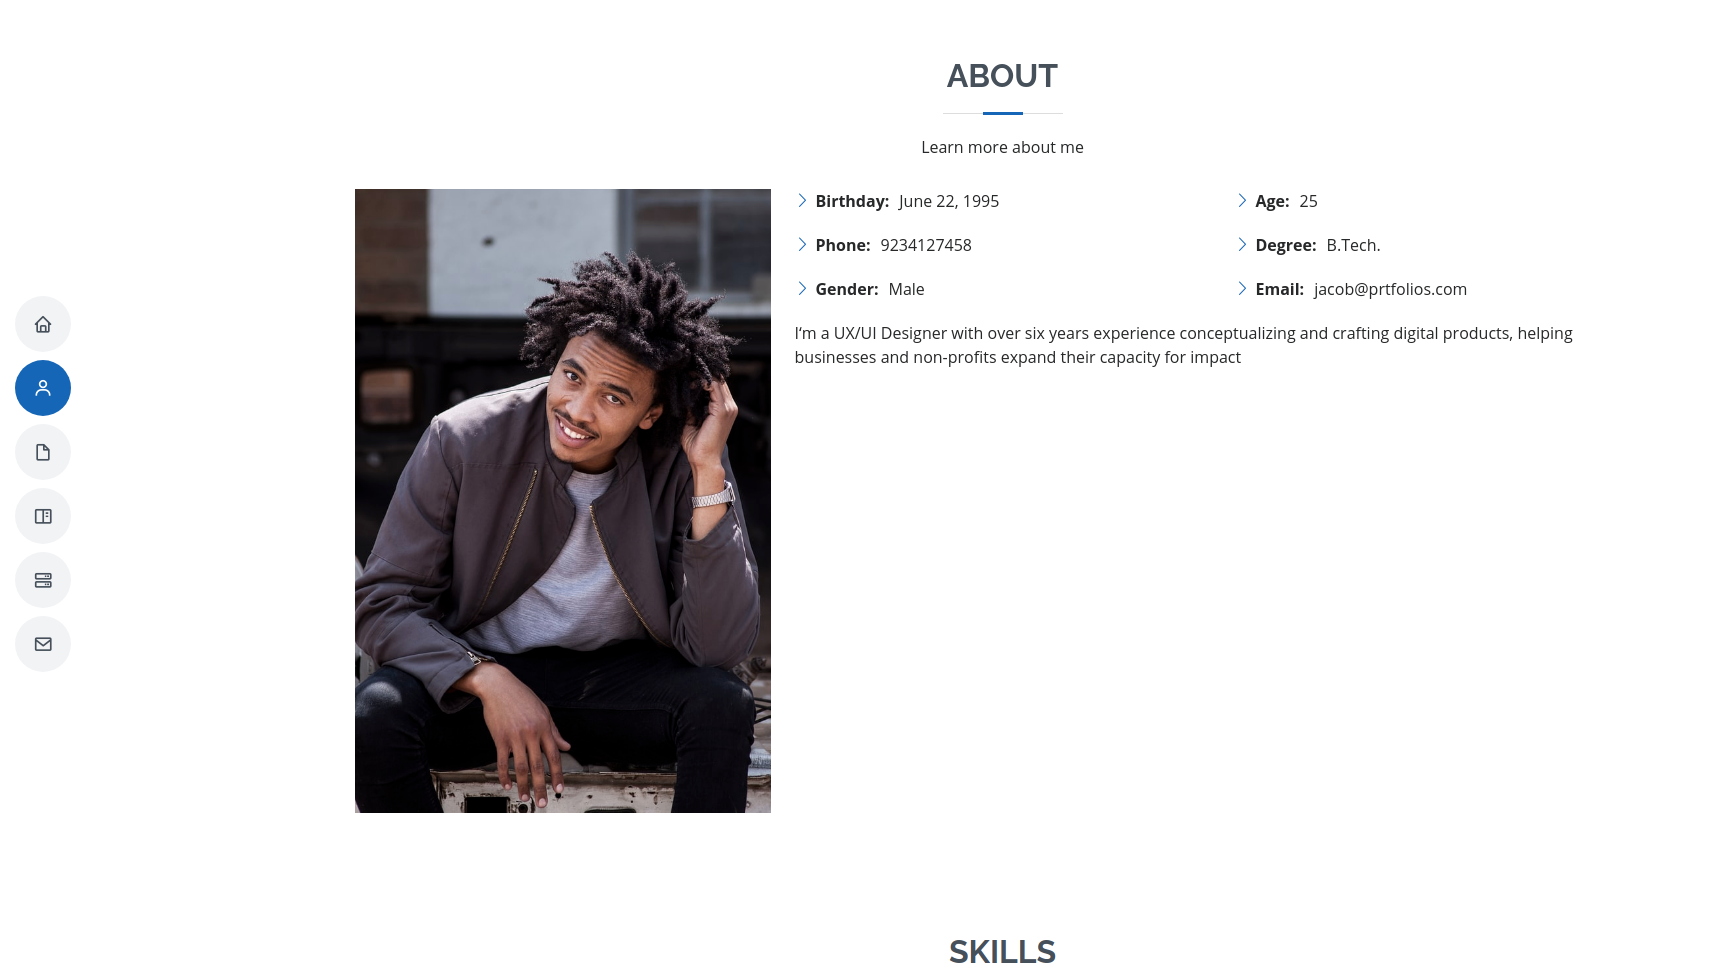 ABOUT
Learn more about me
Birthday: June 22, 1995
Age: 25
Phone: 9234127458
Degree: B.Tech.
Gender: Male
Email: jacob@prtfolios.com
I'm a UX/UI Designer with over six years experience conceptualizing and crafting digital products, helping
businesses and non-profits expand their capacity for impact
SKILLS